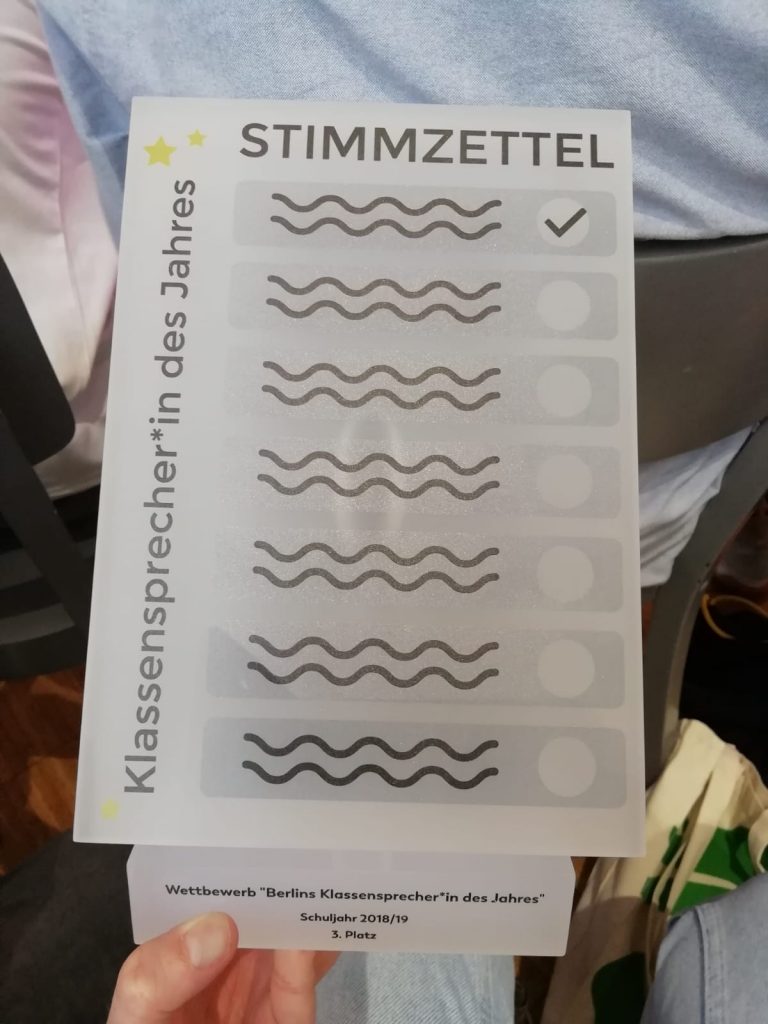 STIMMZETTEL
Klassensprecher*in des Jahres
Wettbewerb "Berlins Klassensprecher*in des Jahres"
Schuljahr 2018/19
3. Platz